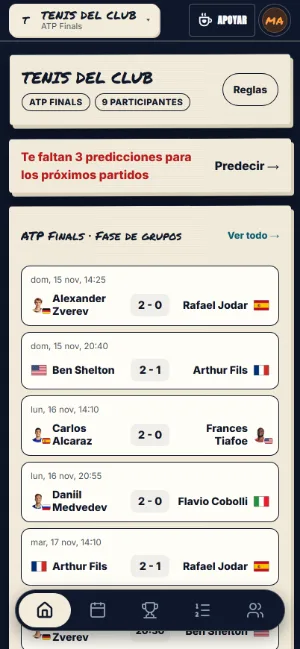 T TENIS DEL CLUB
ATP Finals
APOYAR
MA
TENIS DEL CLUB
ATP FINALS
9 PARTICIPANTES
Reglas
Te faltan 3 predicciones para
los próximos partidos
Predecir →
ATP FINALS · FASE DE GRUPOS
Ver todo →
dom, 15 nov, 14:25
Alexander
Zverev
2 - 0
Rafael Jodar
dom, 15 nov, 20:40
Ben Shelton
2 - 1
Arthur Fils
lun, 16 nov, 14:10
Carlos
Alcaraz
2 - 0
Frances
Tiafoe
lun, 16 nov, 20:55
Daniil
Medvedev
2 - 0
Flavio Cobolli
mar, 17 nov, 14:10
Arthur Fils
2 - 1
Rafael Jodar
Zverev
20:30
Ben Shelton